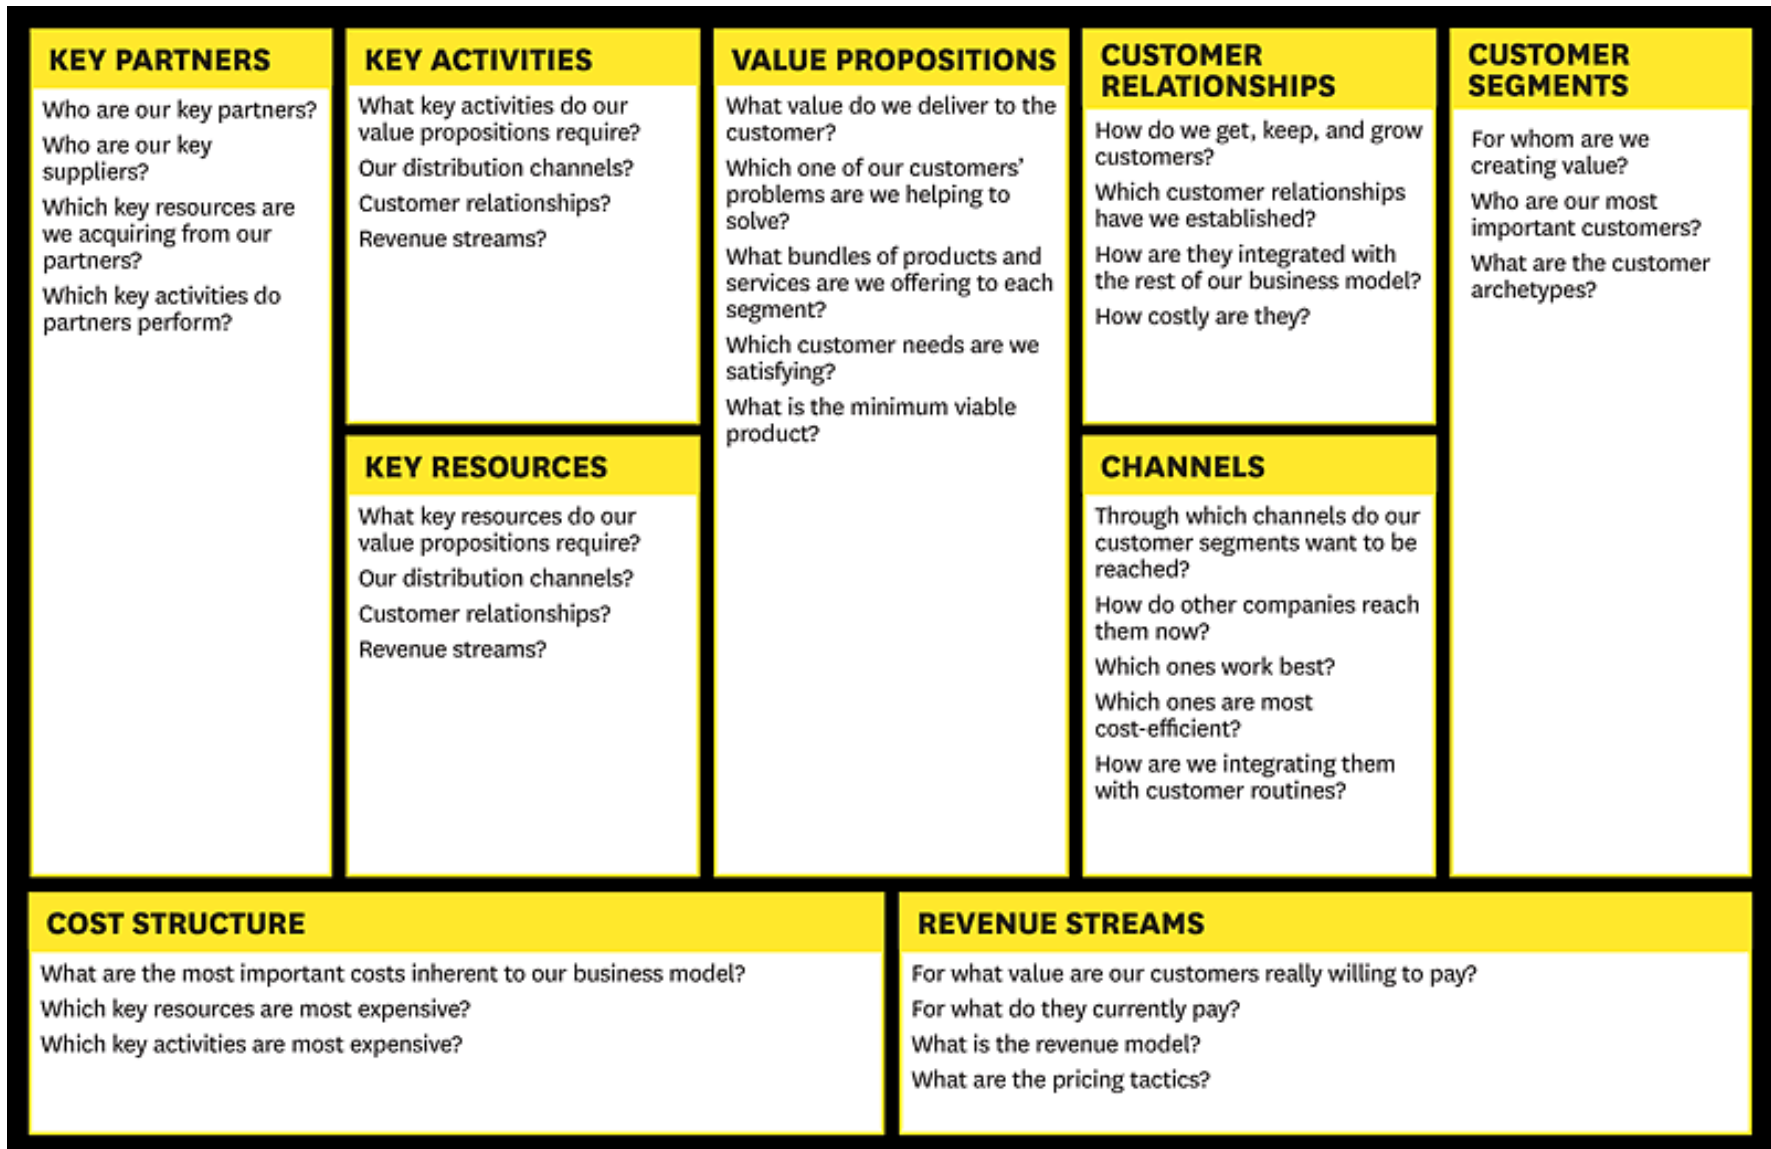 KEY PARTNERS
Who are our key partners?
Who are our key
suppliers?
Which key resources are
we acquiring from our
partners?
Which key activities do
partners perform?
KEY ACTIVITIES
What key activities do our
value propositions require?
Our distribution channels?
Customer relationships?
Revenue streams?
KEY RESOURCES
What key resources do our
value propositions require?
Our distribution channels?
Customer relationships?
Revenue streams?
VALUE PROPOSITIONS
What value do we deliver to the
customer?
Which one of our customers’
problems are we helping to
solve?
What bundles of products and
services are we offering to each
segment?
Which customer needs are we
satisfying?
What is the minimum viable
product?
CUSTOMER
RELATIONSHIPS
How do we get, keep, and grow
customers?
Which customer relationships
have we established?
How are they integrated with
the rest of our business model?
How costly are they?
CHANNELS
Through which channels do our
customer segments want to be
reached?
How do other companies reach
them now?
Which ones work best?
Which ones are most
cost-efficient?
How are we integrating them
with customer routines?
CUSTOMER
SEGMENTS
For whom are we
creating value?
Who are our most
important customers?
What are the customer
archetypes?
COST STRUCTURE
What are the most important costs inherent to our business model?
Which key resources are most expensive?
Which key activities are most expensive?
REVENUE STREAMS
For what value are our customers really willing to pay?
For what do they currently pay?
What is the revenue model?
What are the pricing tactics?